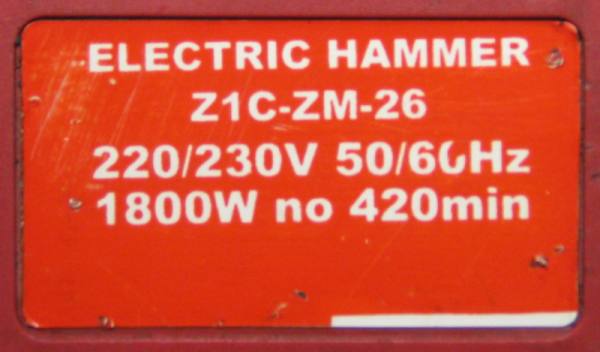 ELECTRIC HAMMER
Z1C-ZM-26
220/230V 50/60Hz
1800W no 420min